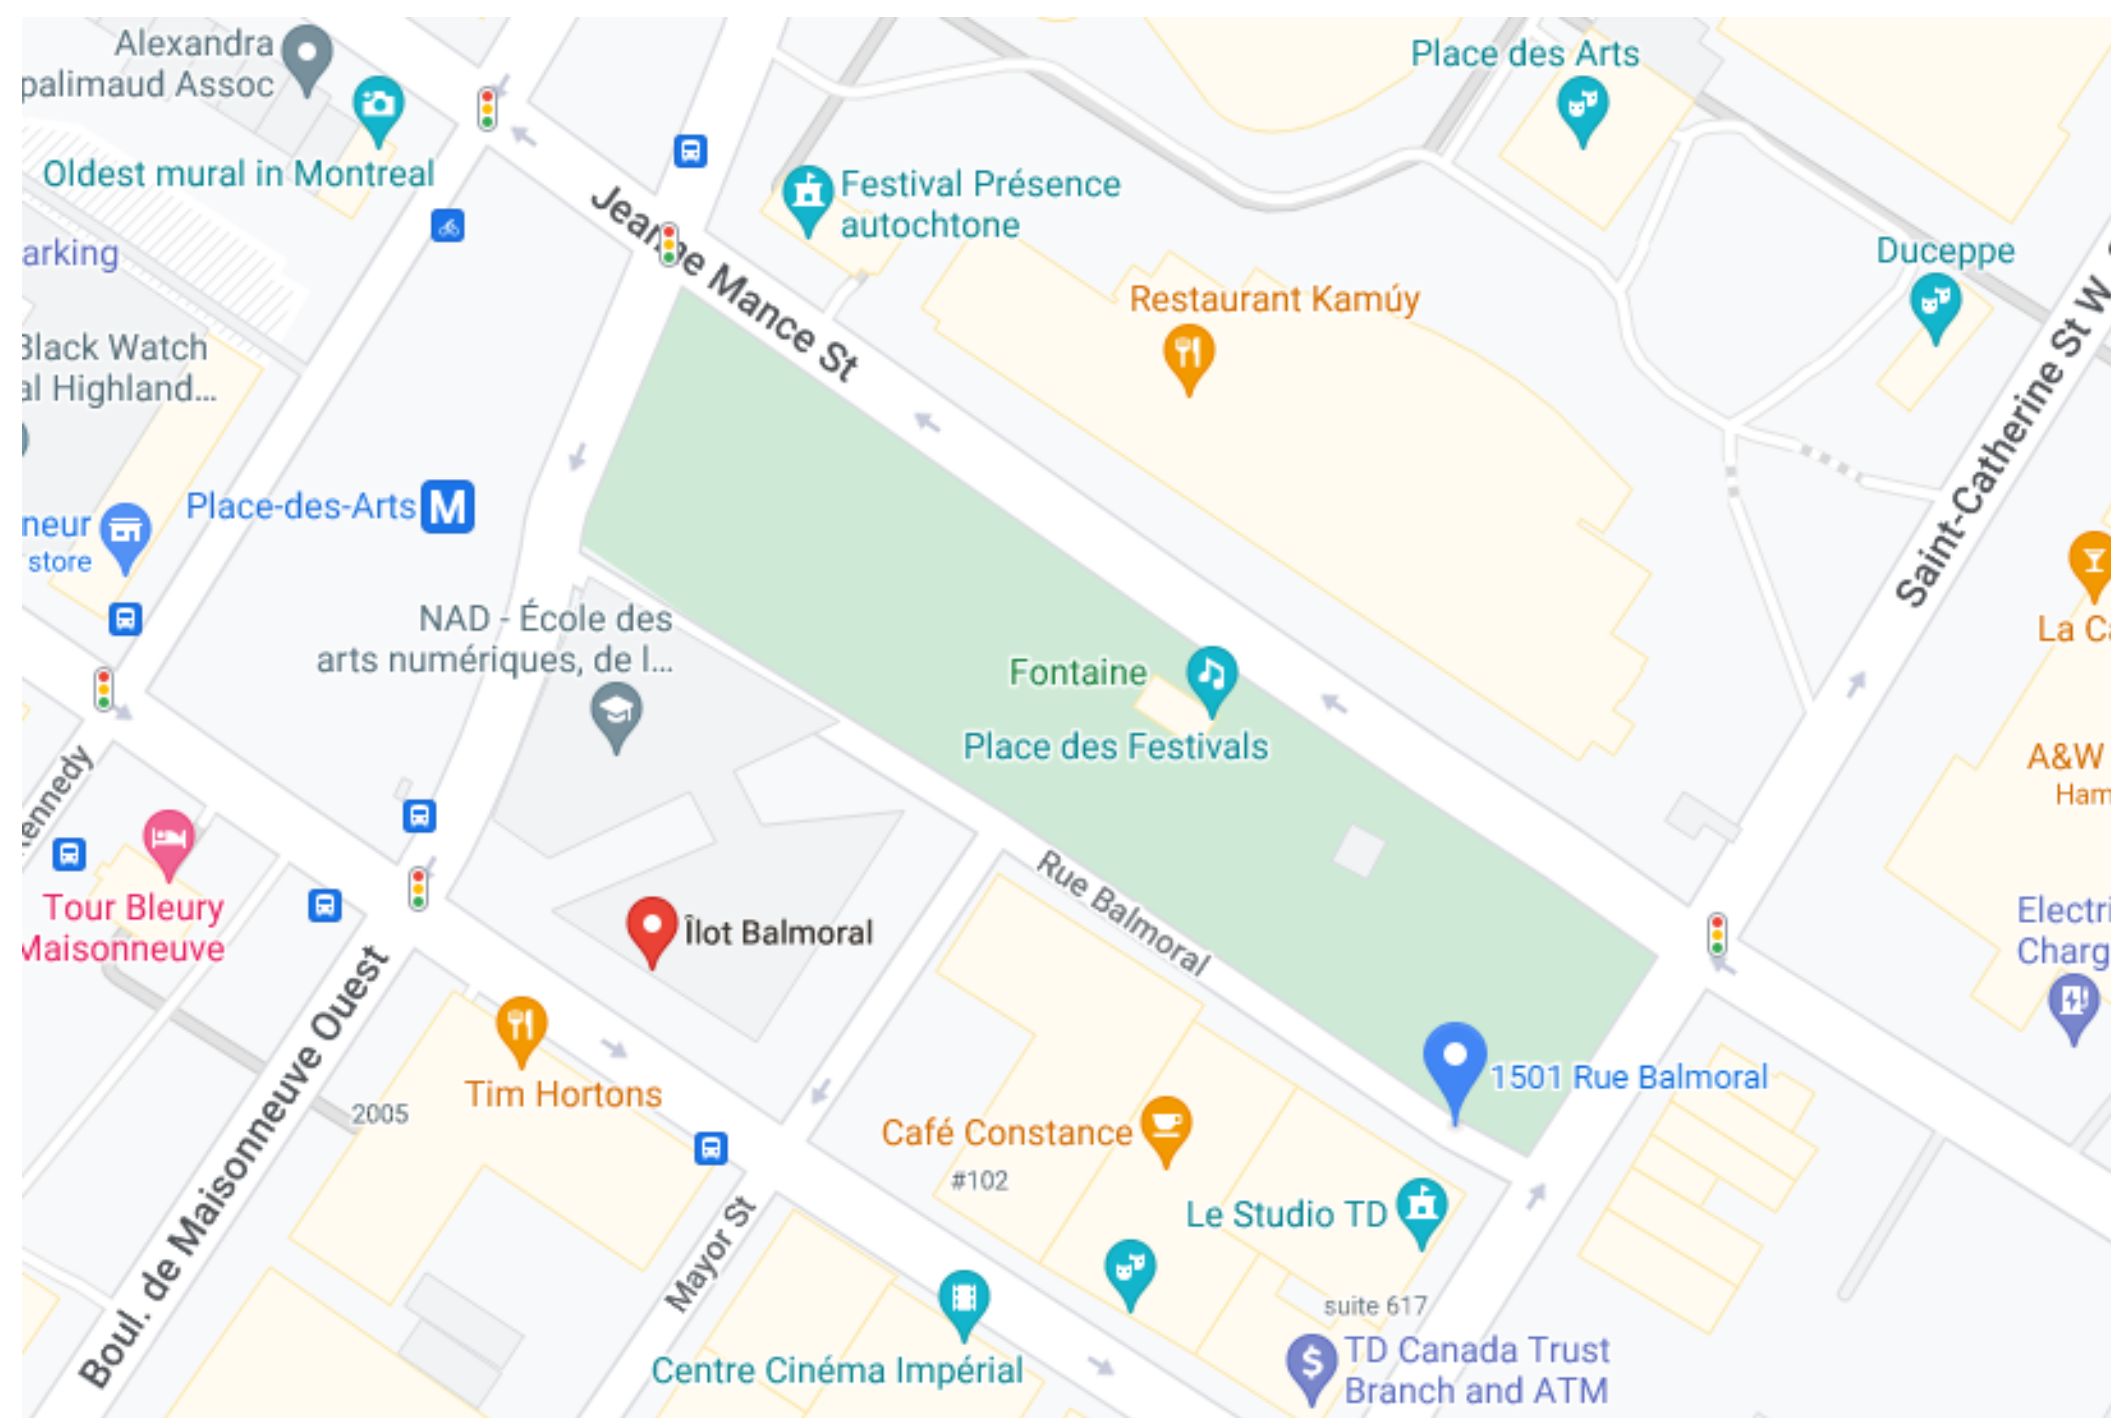 Alexandra
palimaud Assoc
Oldest mural in Montreal
arking
Black Watch
al Highland...
neur
store
Place-des-Arts
M
Jeanne Mance St
Festival Présence
autochtone
Place des Arts
Duceppe
Restaurant Kamúy
Saint-Catherine St W
La Ca
A&W
Ham
Electri
Charg
NAD - École des
arts numériques, de l...
Fontaine
Place des Festivals
ennedy
Tour Bleury
Maisonneuve
Îlot Balmoral
Rue Balmoral
1501 Rue Balmoral
Boul. de Maisonneuve Ouest
Tim Hortons
2005
Café Constance
#102
Le Studio TD
Mayor St
suite 617
Centre Cinéma Impérial
$
TD Canada Trust
Branch and ATM